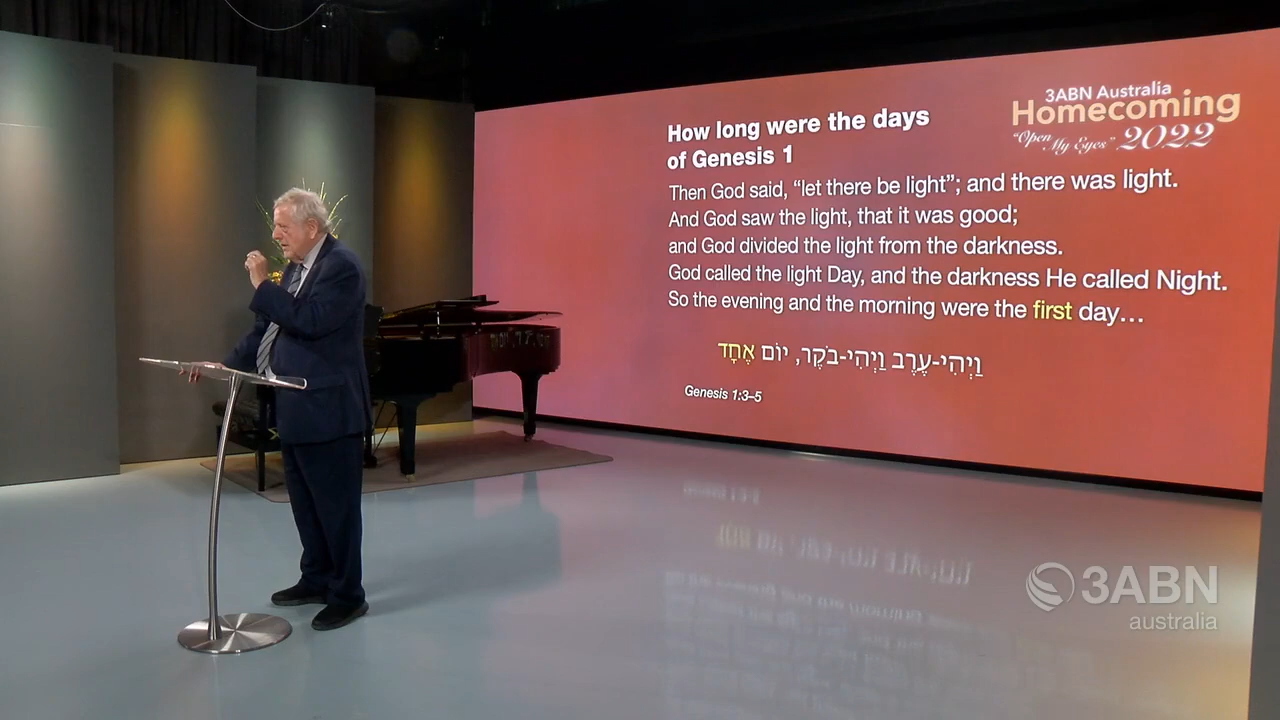 3ABN Australia
Homecoming
"Open My Eyes" 2022
How long were the days
of Genesis 1
Then God said, “let there be light”; and there was light.
And God saw the light, that it was good;
and God divided the light from the darkness.
God called the light Day, and the darkness He called Night.
So the evening and the morning were the first day…
וַיְהִי-עֶרֶב וַיְהִי-בֹקֶר, יוֹם אֶחָד
Genesis 1:3–5
3ABN
australia